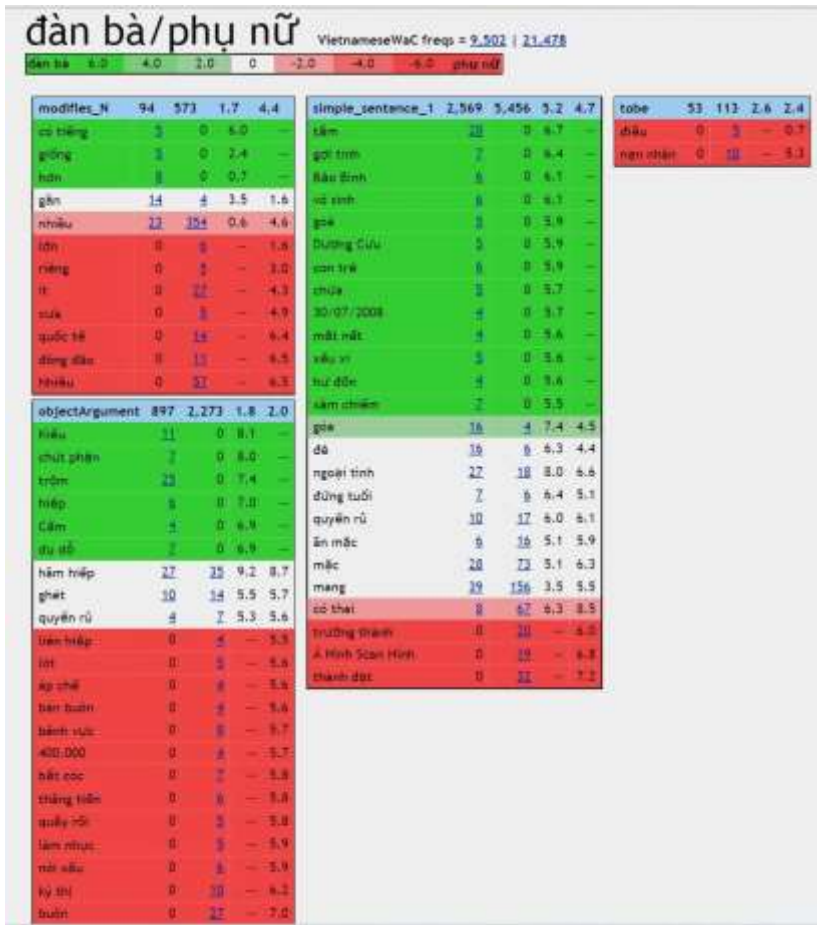 đàn bà/phụ nữ VietnameseWaC freqs = 9,502 | 21,478
đàn bà 6.0 4.0 2.0 0 -2.0 -4.0 -6.0 phụ nữ
modifies_N 94 573 1.7 4.4
có tiếng 5 0 6.0 --
giống 5 0 2.4 --
hơn 8 0 0.7 --
gần 14 4 3.5 1.6
nhiều 23 354 0.6 4.6
lớn 0 6 -- 1.6
riêng 0 5 -- 3.0
ít 0 27 -- 4.3
xưa 0 5 -- 4.9
quốc tế 0 14 -- 6.4
đông đảo 0 11 -- 6.5
Nhiều 0 57 -- 6.5
objectArgument 897 2,273 1.8 2.0
hiểu 11 0 8.1 --
chút phận 7 0 8.0 --
trộm 25 0 7.4 --
hiếp 6 0 7.0 --
Cấm 4 0 6.9 --
dụ dỗ 7 0 6.9 --
hãm hiếp 27 35 9.2 8.7
ghét 10 14 5.5 5.7
quyến rũ 4 7 5.3 5.6
liên hiệp 0 4 -- 5.5
lót 0 5 -- 5.6
áp chế 0 4 -- 5.6
bán buôn 0 4 -- 5.6
bênh vực 0 8 -- 5.7
400.000 0 4 -- 5.7
bắt cóc 0 7 -- 5.8
thăng tiến 0 6 -- 5.8
quấy rối 0 5 -- 5.8
làm nhục 0 5 -- 5.9
nói xấu 0 6 -- 5.9
kỳ thị 0 10 -- 6.2
buôn 0 27 -- 7.0
simple_sentence_1 2,569 5,456 5.2 4.7
tắm 28 0 6.7 --
gợi tình 7 0 6.4 --
Bảo Bình 6 0 6.1 --
vô sinh 6 0 6.1 --
goá 5 0 5.9 --
Dương Cưu 5 0 5.9 --
con trẻ 6 0 5.9 --
chửa 5 0 5.7 --
30/07/2008 4 0 5.7 --
mất nết 4 0 5.6 --
xấu xí 5 0 5.6 --
hư đốn 4 0 5.6 --
xâm chiếm 7 0 5.5 --
góa 16 4 7.4 4.5
đẻ 16 6 6.3 4.4
ngoại tình 27 18 8.0 6.6
đứng tuổi 7 6 6.4 5.1
quyến rũ 10 17 6.0 6.1
ăn mặc 6 16 5.1 5.9
mặc 28 73 5.1 6.3
mang 39 156 3.5 5.5
có thai 8 67 6.3 8.5
trưởng thành 0 20 -- 6.0
A Hình Scan Hình 0 19 -- 6.8
thành đạt 0 32 -- 7.2
tobe 53 113 2.6 2.4
điều 0 5 -- 0.7
nạn nhân 0 10 -- 5.3